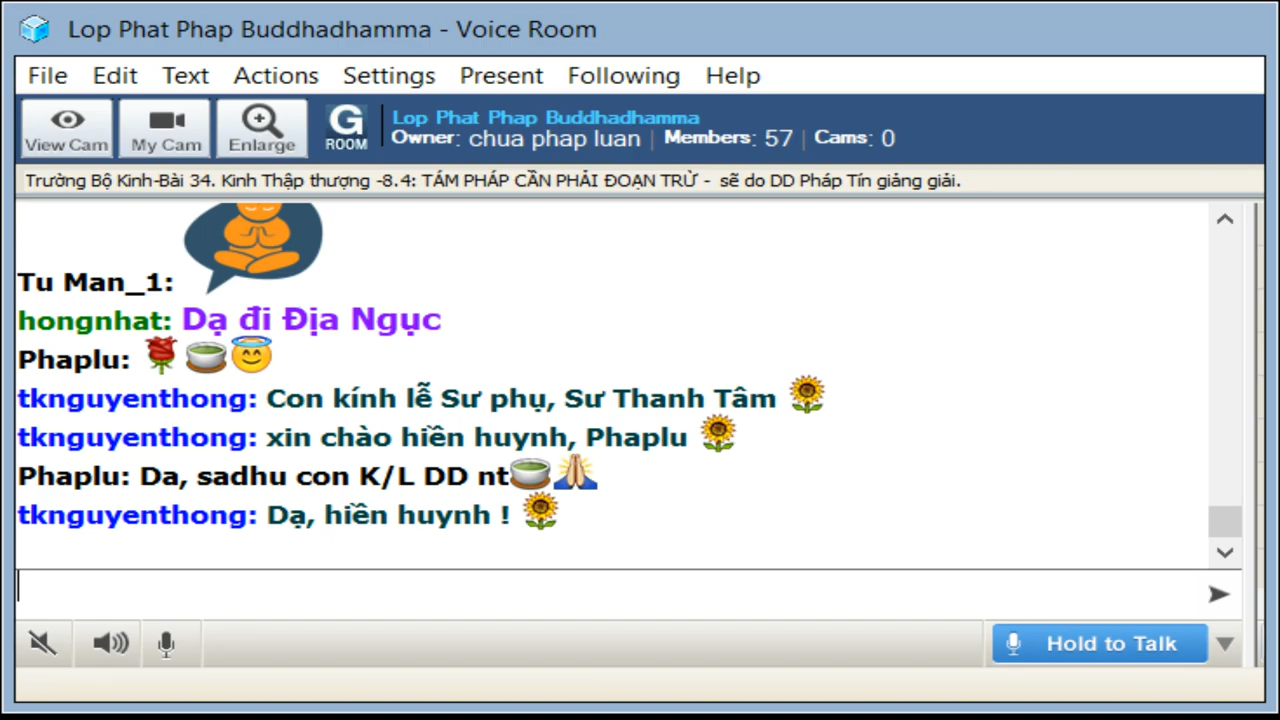 Lop Phat Phap Buddhadhamma - Voice Room
File Edit Text Actions Settings Present Following Help
View Cam My Cam Enlarge G ROOM
Lop Phat Phap Buddhadhamma
Owner: chua phap luan | Members: 57 | Cams: 0
Trường Bộ Kinh-Bài 34. Kinh Thập thượng -8.4: TÁM PHÁP CẦN PHẢI ĐOẠN TRỪ - sẽ do DD Pháp Tín giảng giải.
Tu Man_1:
hongnhat: Dạ đi Địa Ngục
Phaplu:
tknguyenthong: Con kính lễ Sư phụ, Sư Thanh Tâm
tknguyenthong: xin chào hiền huynh, Phaplu
Phaplu: Da, sadhu con K/L DD nt
tknguyenthong: Dạ, hiền huynh !
Hold to Talk